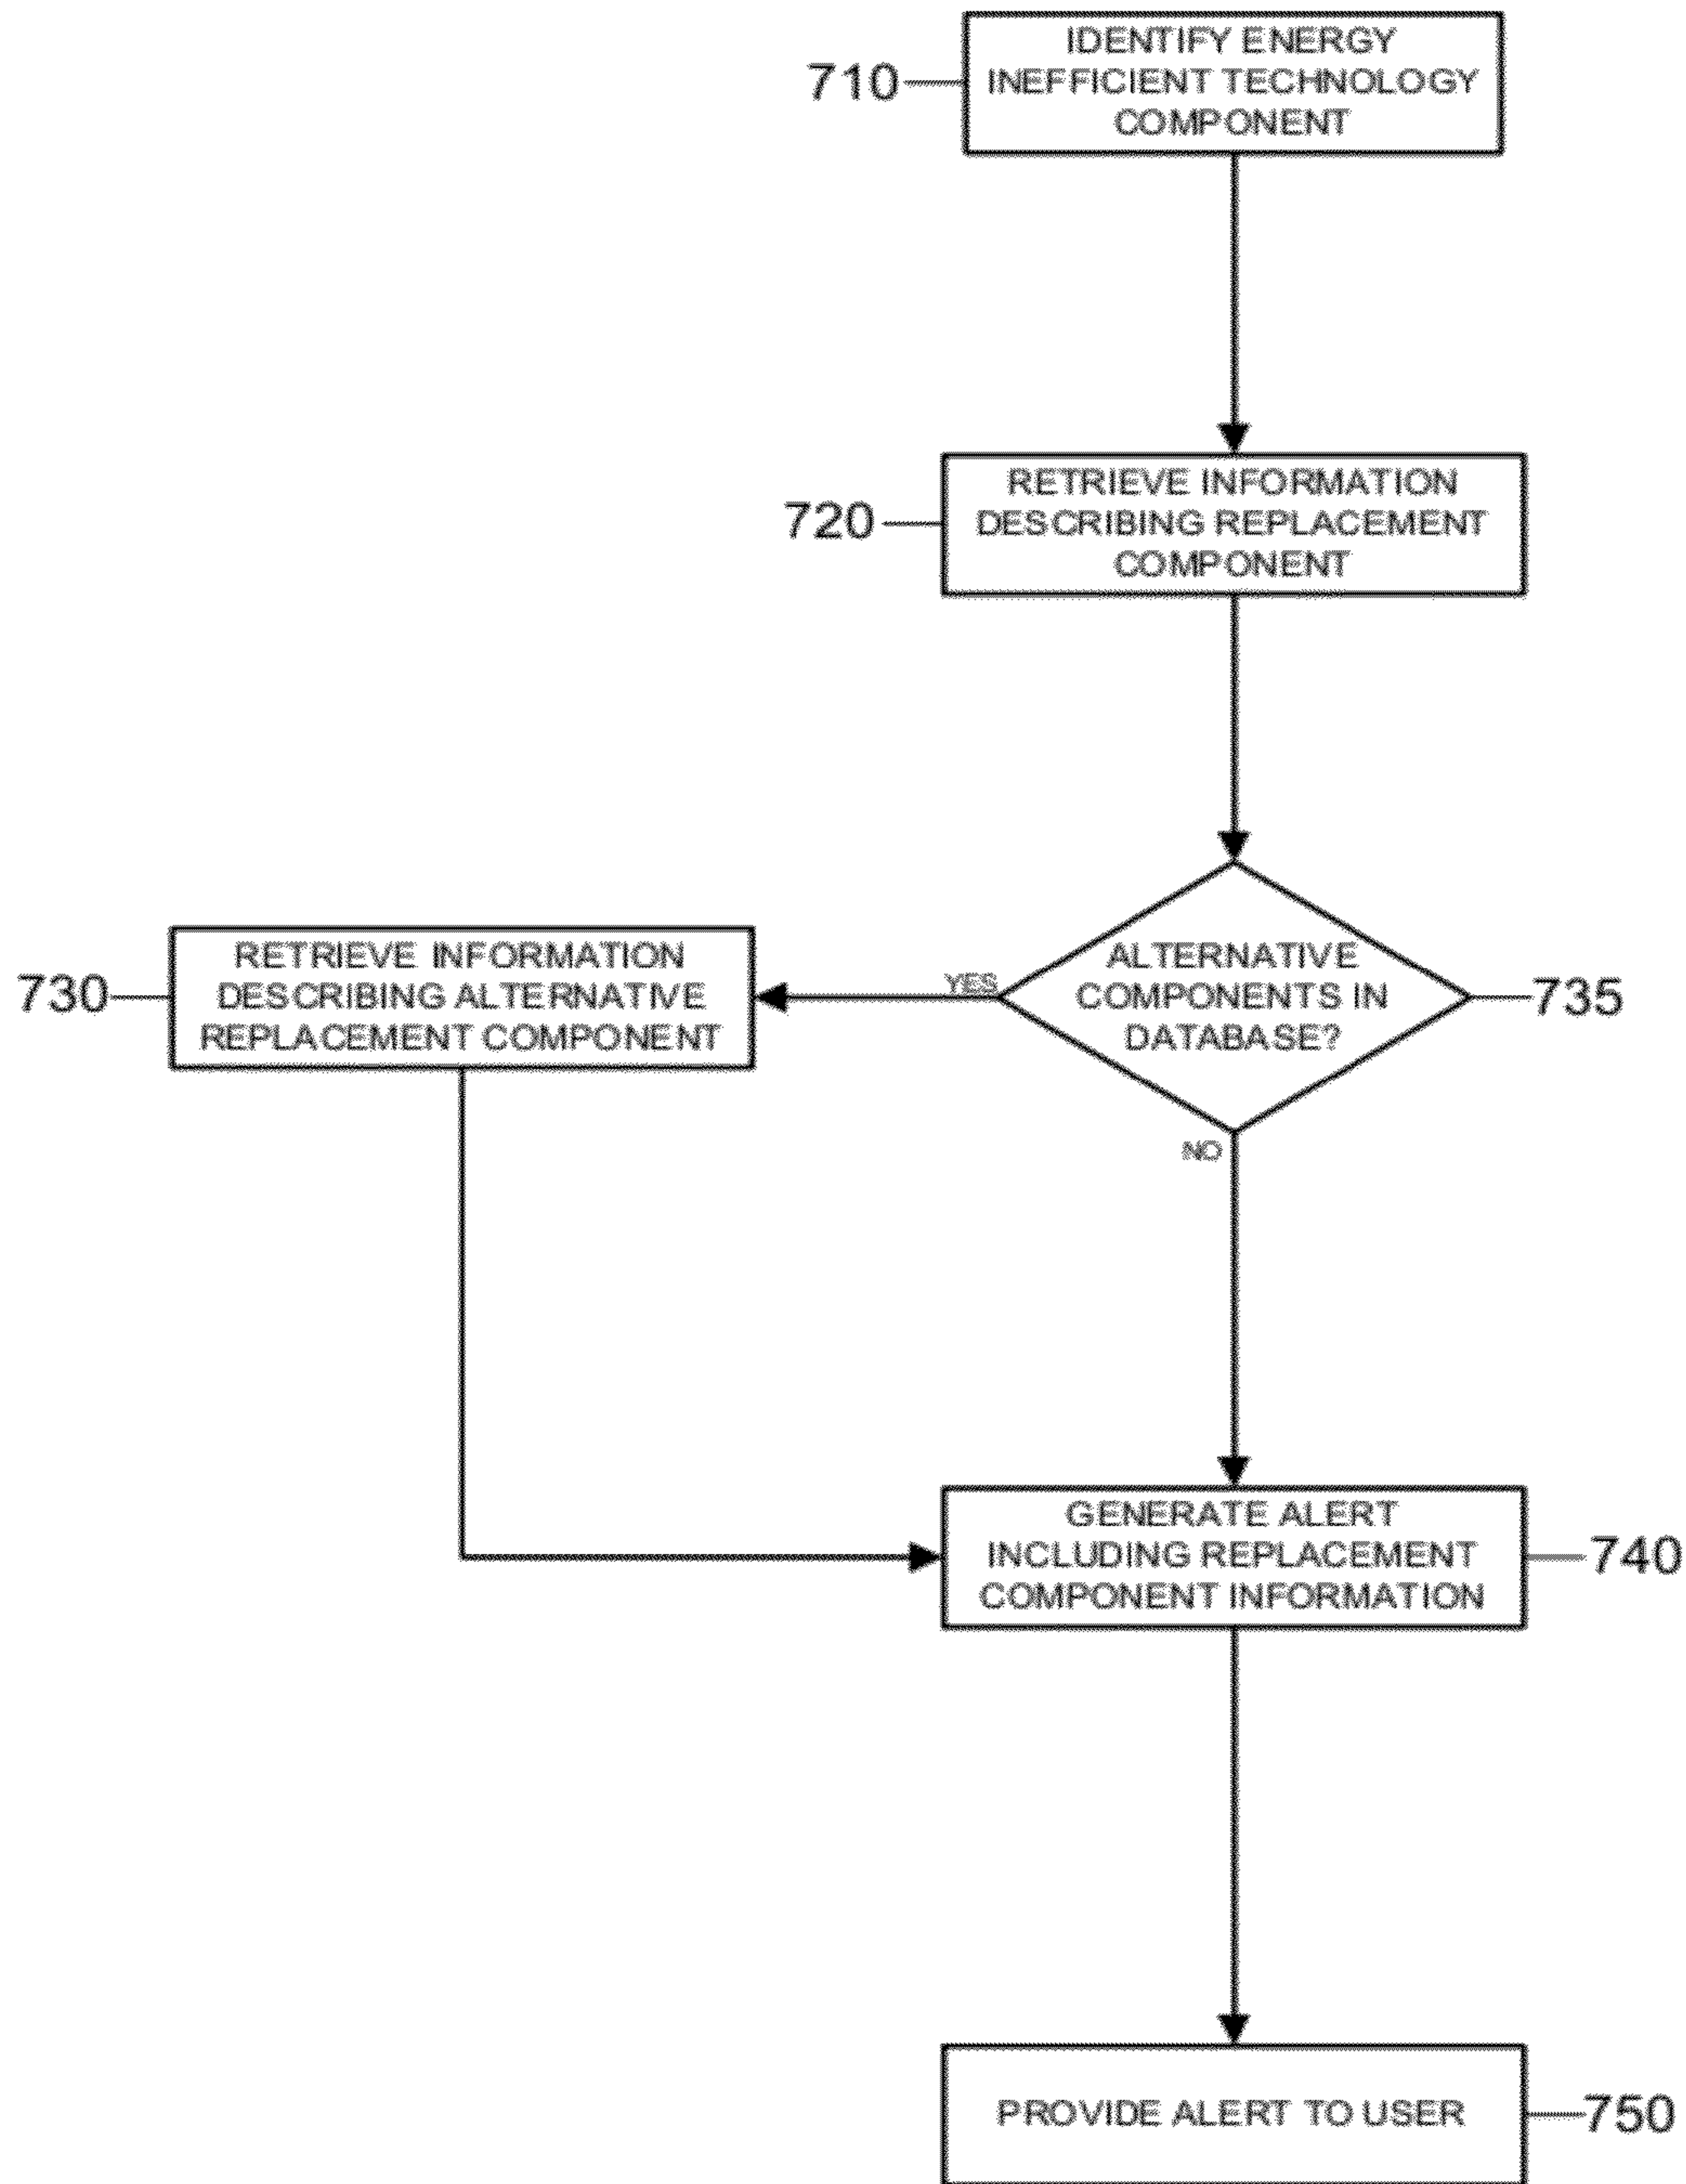 IDENTIFY ENERGY
710
INEFFICIENT TECHNOLOGY
COMPONENT
RETRIEVE INFORMATION
720
DESCRIBING REPLACEMENT
COMPONENT
RETRIEVE INFORMATION
730
DESCRIBING ALTERNATIVE
REPLACEMENT COMPONENT
YES
ALTERNATIVE
COMPONENTS IN
DATABASE?
735
NO
GENERATE ALERT
INCLUDING REPLACEMENT
COMPONENT INFORMATION
740
PROVIDE ALERT TO USER
750